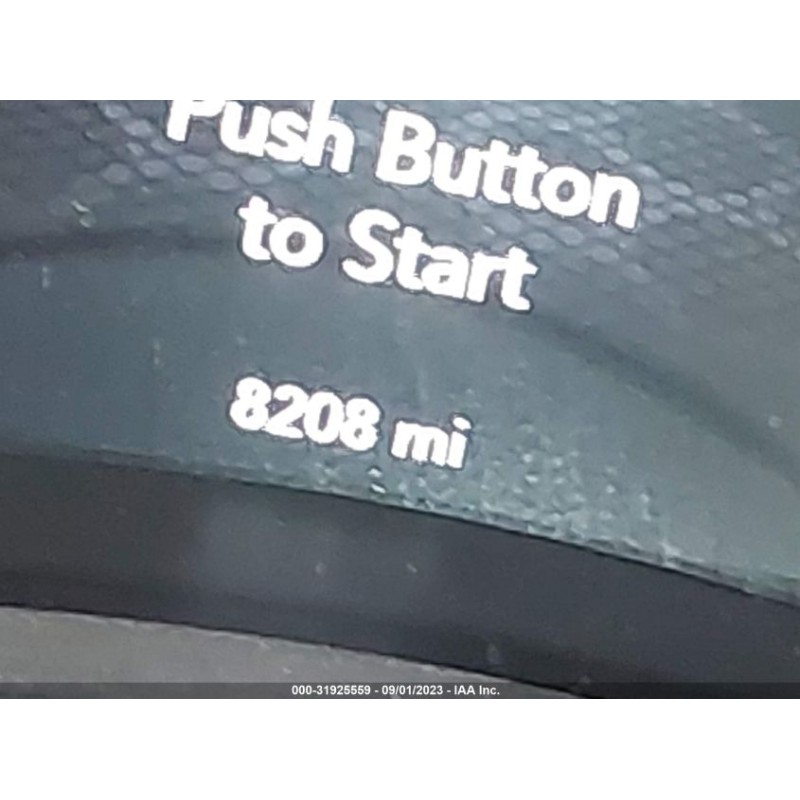 Push Button
to Start
8208 mi
000-31925559 - 09/01/2023 - IAA Inc.